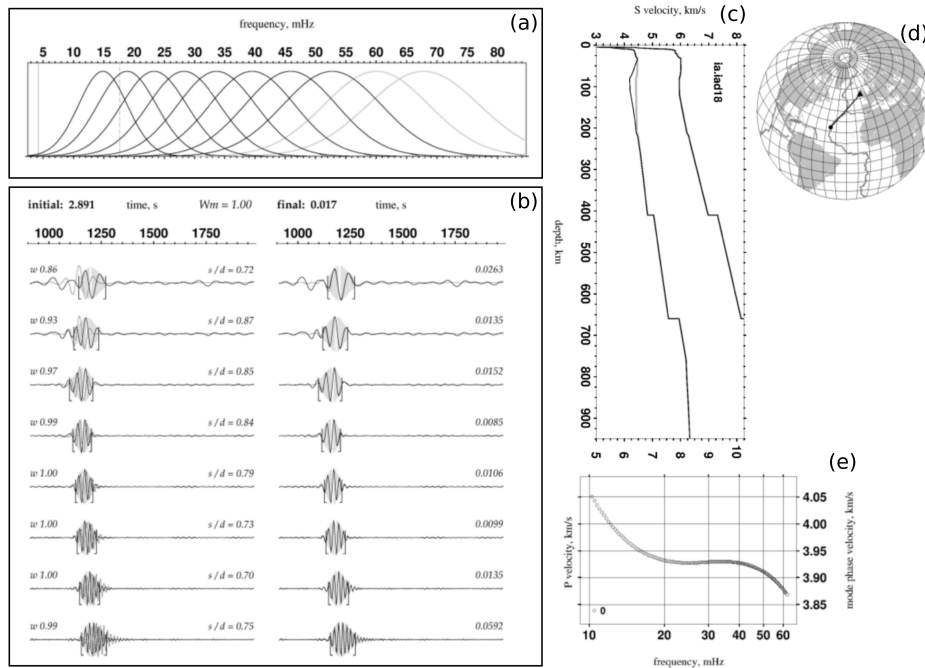 frequency, mHz
(a)
5 10 15 20 25 30 35 40 45 50 55 60 65 70 75 80
(b)
initial: 2.891 time, s Wm = 1.00 final: 0.017 time, s
1000 1250 1500 1750 1000 1250 1500 1750
w 0.86 s / d = 0.72 0.0263
w 0.93 s / d = 0.87 0.0135
w 0.97 s / d = 0.85 0.0152
w 0.99 s / d = 0.84 0.0085
w 1.00 s / d = 0.79 0.0106
w 1.00 s / d = 0.73 0.0099
w 1.00 s / d = 0.70 0.0135
w 0.99 s / d = 0.75 0.0592
S velocity, km/s
(c)
3 4 5 6 7 8
0
100
200
300
400
500
600
700
800
900
depth, km
ia.iad18
5 6 7 8 9 10
P velocity, km/s
(d)
(e)
4.05
4.00
3.95
3.90
3.85
mode phase velocity, km/s
0
10 20 30 40 50 60
frequency, mHz